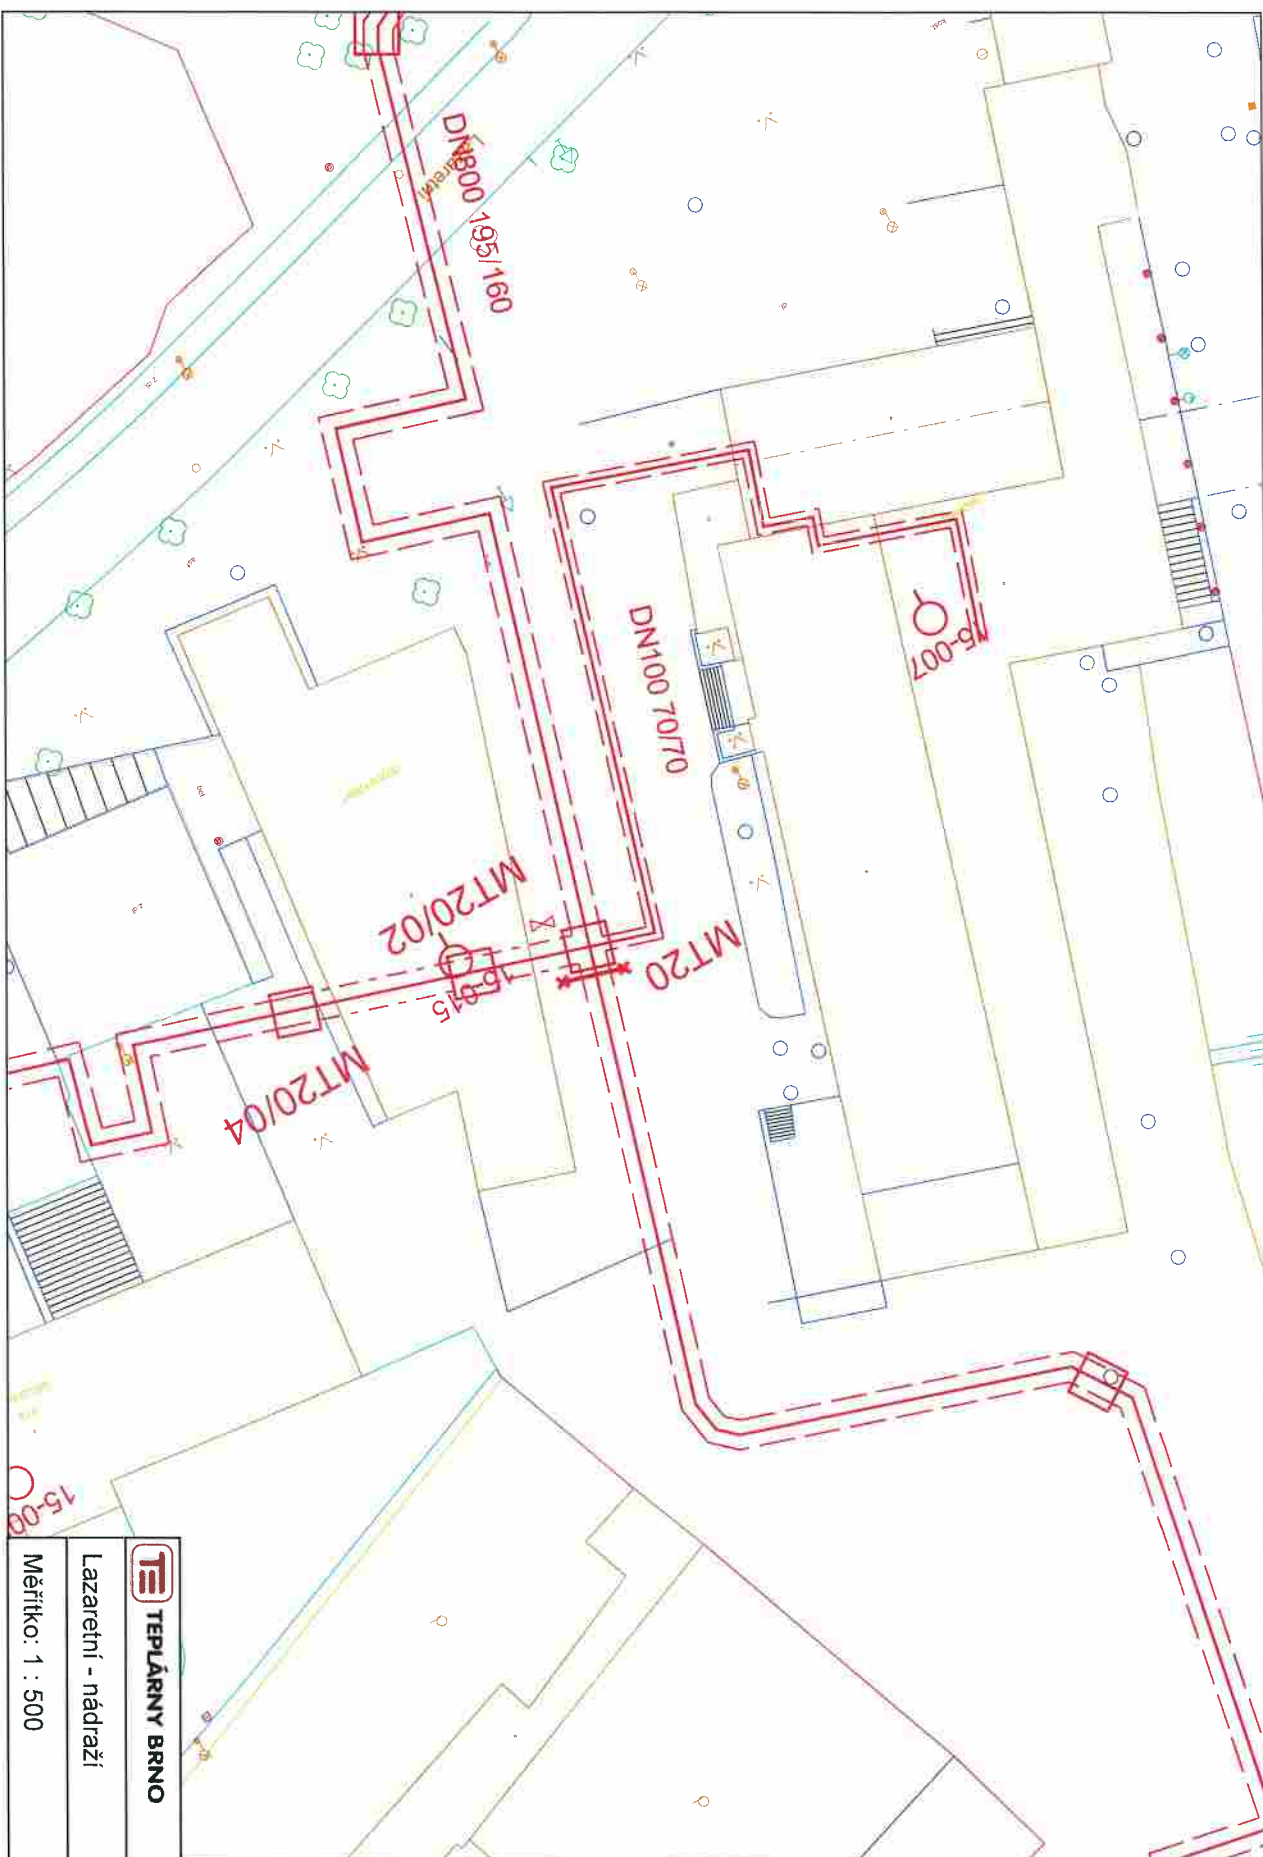 DN800 195/160
Lazaretní
DN100 70/70
15-007
MT20
MT20/02
15-015
MT20/04
15-00
TEPLÁRNY BRNO
Lazaretní - nádraží
Měřítko: 1 : 500